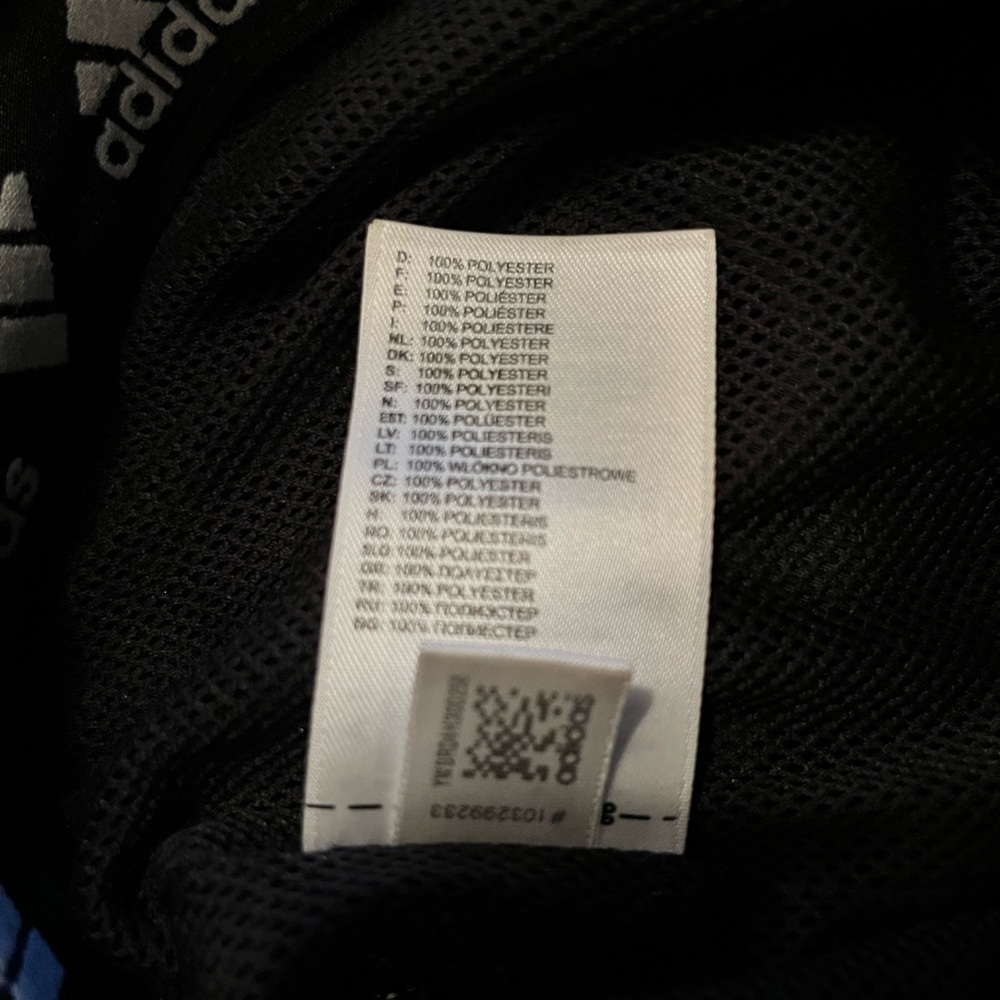 adidas
D: 100% POLYESTER
F: 100% POLYESTER
E: 100% POLIÉSTER
P: 100% POLIÉSTER
I: 100% POLIESTERE
NL: 100% POLYESTER
DK: 100% POLYESTER
S: 100% POLYESTER
SF: 100% POLYESTERI
N: 100% POLYESTER
EST: 100% POLÜESTER
LV: 100% POLIESTERIS
LT: 100% POLIESTERIS
PL: 100% WŁÓKNO POLIESTROWE
CZ: 100% POLYESTER
SK: 100% POLYESTER
H: 100% POLIESTERIS
RO: 100% POLIESTERIS
SLO: 100% POLIESTER
GR: 100% ΠΟΛΥΕΣΤΕΡ
TR: 100% POLYESTER
RU: 100% ПОЛИЭСТЕР
BG: 100% ПОЛИЕСТЕР
adidas
# 103299233